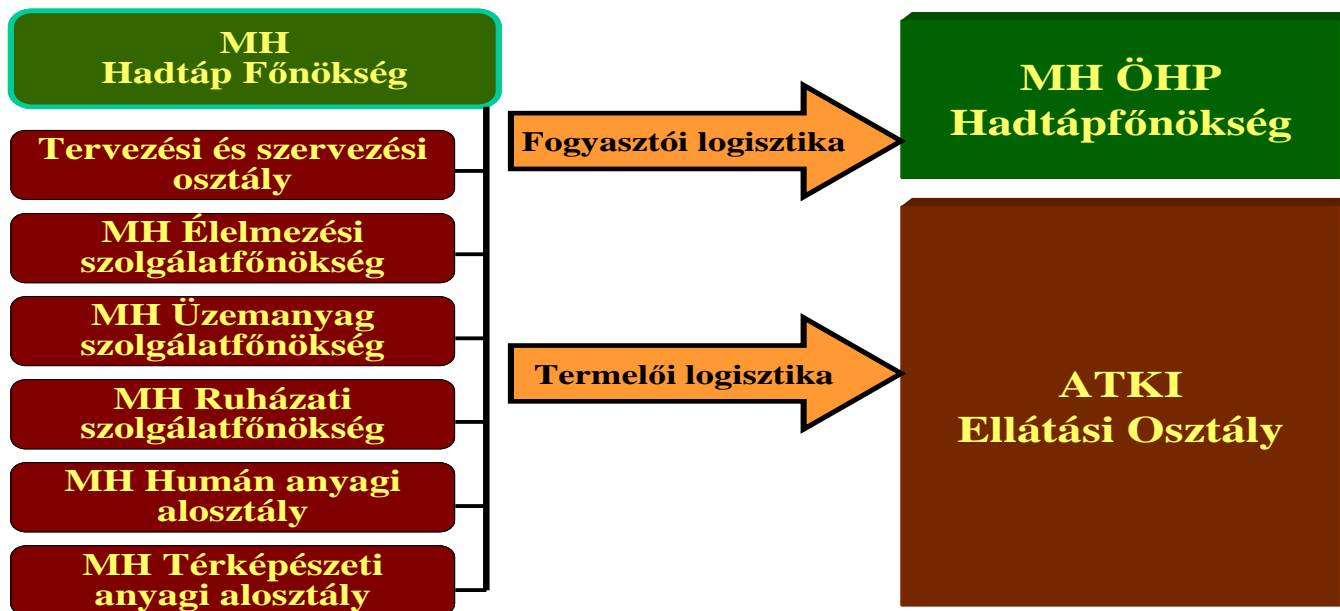 MH
Hadtáp Főnökség
Tervezési és szervezési
osztály
MH Élelmezési
szolgálatfőnökség
MH Üzemanyag
szolgálatfőnökség
MH Ruházati
szolgálatfőnökség
MH Humán anyagi
alosztály
MH Térképészeti
anyagi alosztály
Fogyasztói logisztika
Termelői logisztika
MH ÖHP
Hadtápfőnökség
ATKI
Ellátási Osztály